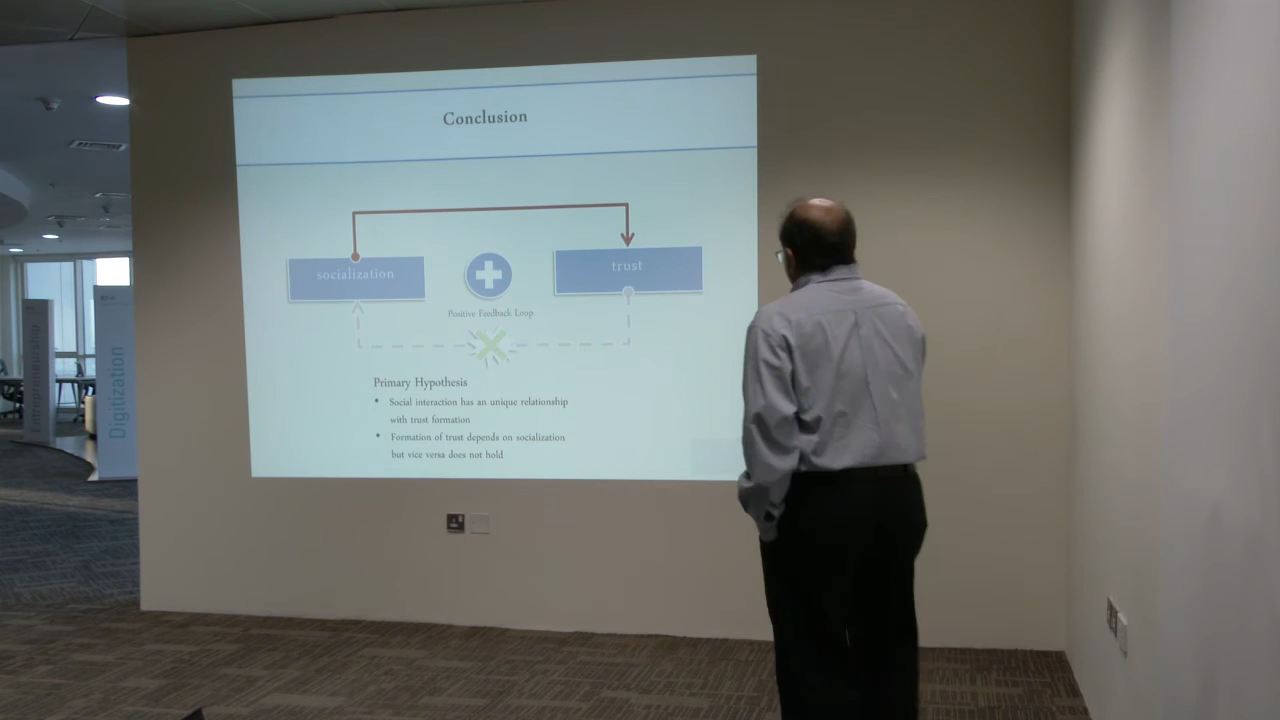 Conclusion
socialization
trust
Positive Feedback Loop
Primary Hypothesis
• Social interaction has an unique relationship
with trust formation
• Formation of trust depends on socialization
but vice versa does not hold
Entrepreneurship
Digitization